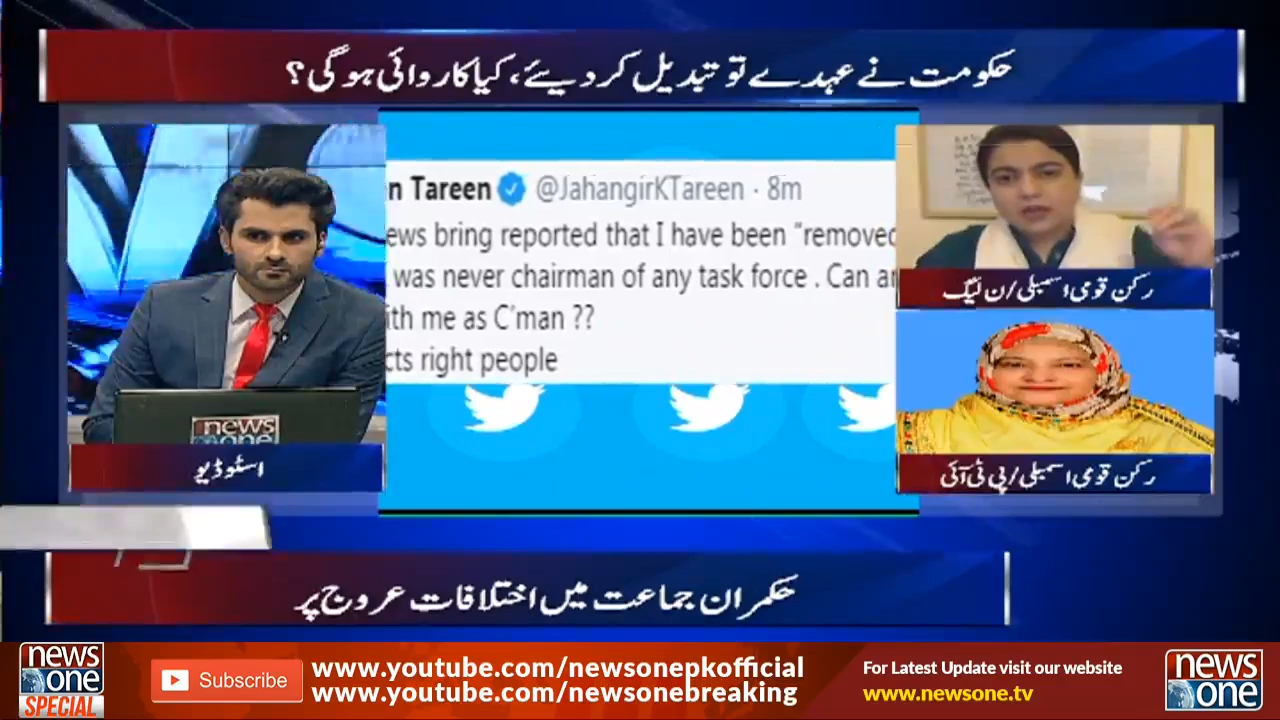 حکومت نے عہدے تو تبدیل کر دیئے، کیا کاروائی ہوگی؟
n Tareen @JahangirKTareen · 8m
ews bring reported that I have been "removed
was never chairman of any task force . Can an
ith me as C'man ??
cts right people
رکن قومی اسمبلی/ن لیگ
رکن قومی اسمبلی/پی ٹی آئی
news one
اسٹوڈیو
حکمران جماعت میں اختلافات عروج پر
news one SPECIAL
Subscribe
www.youtube.com/newsonepkofficial
www.youtube.com/newsonebreaking
For Latest Update visit our website
www.newsone.tv
news one